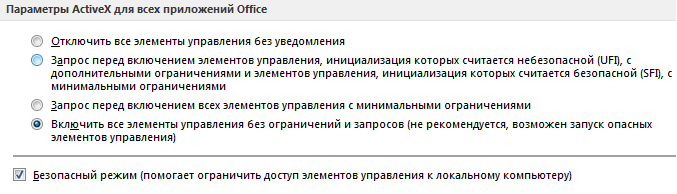 Параметры ActiveX для всех приложений Office
Отключить все элементы управления без уведомления
Запрос перед включением элементов управления, инициализация которых считается небезопасной (UFI), с
дополнительными ограничениями и элементов управления, инициализация которых считается безопасной (SFI), с
минимальными ограничениями
Запрос перед включением всех элементов управления с минимальными ограничениями
Включить все элементы управления без ограничений и запросов (не рекомендуется, возможен запуск опасных
элементов управления)
Безопасный режим (помогает ограничить доступ элементов управления к локальному компьютеру)